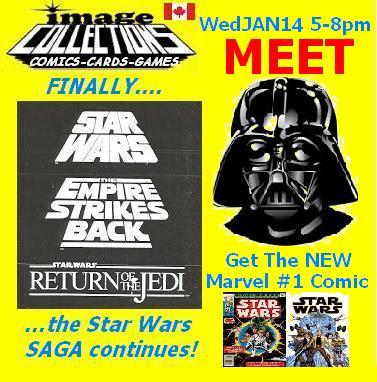 image
COLLECTIONS
COMICS-CARDS-GAMES
WedJAN14 5-8pm
MEET
FINALLY....
STAR
WARS
THE
EMPIRE
STRIKES
BACK
STAR WARS
RETURN OF THE JEDI
Get The NEW
Marvel #1 Comic
STAR
WARS
STAR
WARS
...the Star Wars
SAGA continues!